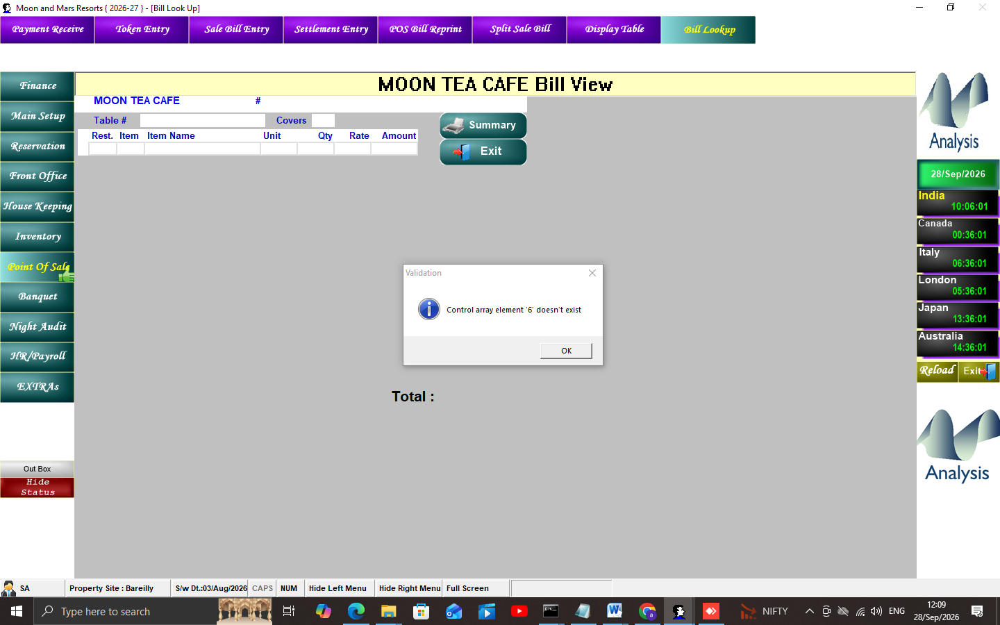 Moon and Mars Resorts { 2026-27 } - [Bill Look Up]
Payment Receive
Token Entry
Sale Bill Entry
Settlement Entry
POS Bill Reprint
Split Sale Bill
Display Table
Bill Lookup
Finance
Main Setup
Reservation
Front Office
House Keeping
Inventory
Point Of Sale
Banquet
Night Audit
HR/Payroll
EXTRAs
Out Box
Hide
Status
MOON TEA CAFE Bill View
MOON TEA CAFE #
Table # Covers
Rest. Item Item Name Unit Qty Rate Amount
Summary
Exit
Validation
Control array element '6' doesn't exist
OK
Total :
Analysis
28/Sep/2026
India
10:06:01
Canada
00:36:01
Italy
06:36:01
London
05:36:01
Japan
13:36:01
Australia
14:36:01
Reload Exit
Analysis
SA Property Site : Bareilly S/w Dt.:03/Aug/2026 CAPS NUM Hide Left Menu Hide Right Menu Full Screen
Type here to search
NIFTY
ENG
12:09
28/Sep/2026